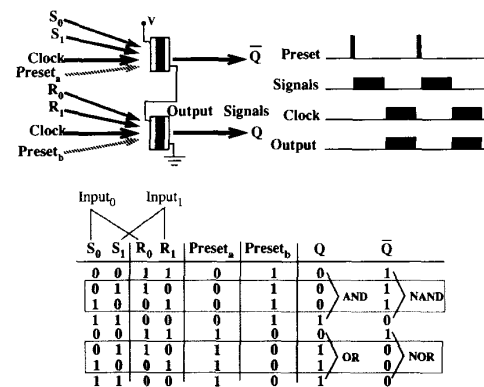 S0
V
S1
Clock
Q̅
Preseta
R0
R1
Output Signals
Clock
Q
Presetb
Preset
Signals
Clock
Output
Input0 Input1
S0 S1 R0 R1 Preseta Presetb Q Q̅
0 0 1 1 0 1 0 1
0 1 1 0 0 1 0 1
1 0 0 1 0 1 0 1
1 1 0 0 0 1 1 0
AND NAND
0 0 1 1 1 0 0 1
0 1 1 0 1 0 1 0
1 0 0 1 1 0 1 0
1 1 0 0 1 0 1 0
OR NOR